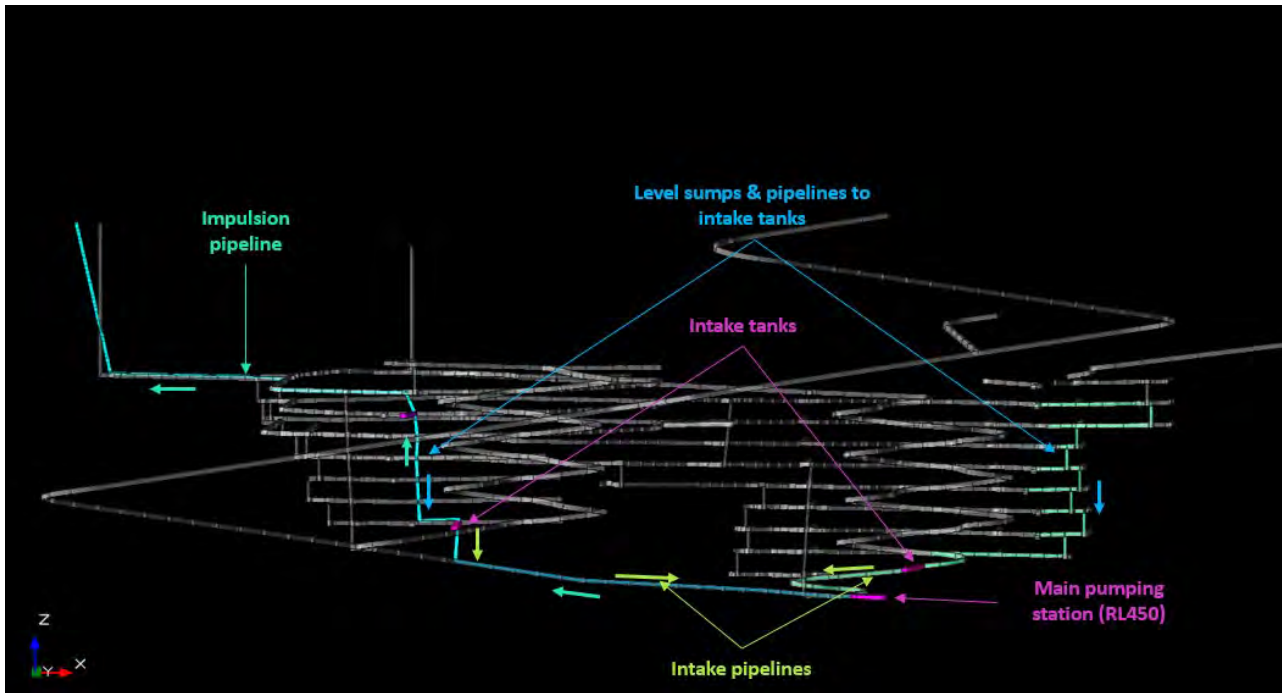 Level sumps & pipelines to
intake tanks
Impulsion
pipeline
Intake tanks
Main pumping
station (RL450)
Intake pipelines
Z
Y
X